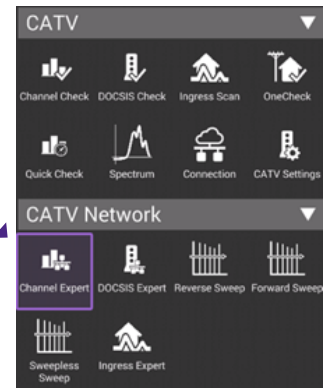 CATV
Channel Check DOCSIS Check Ingress Scan OneCheck
Quick Check Spectrum Connection CATV Settings
CATV Network
Channel Expert DOCSIS Expert Reverse Sweep Forward Sweep
Sweepless Ingress Expert
Sweep